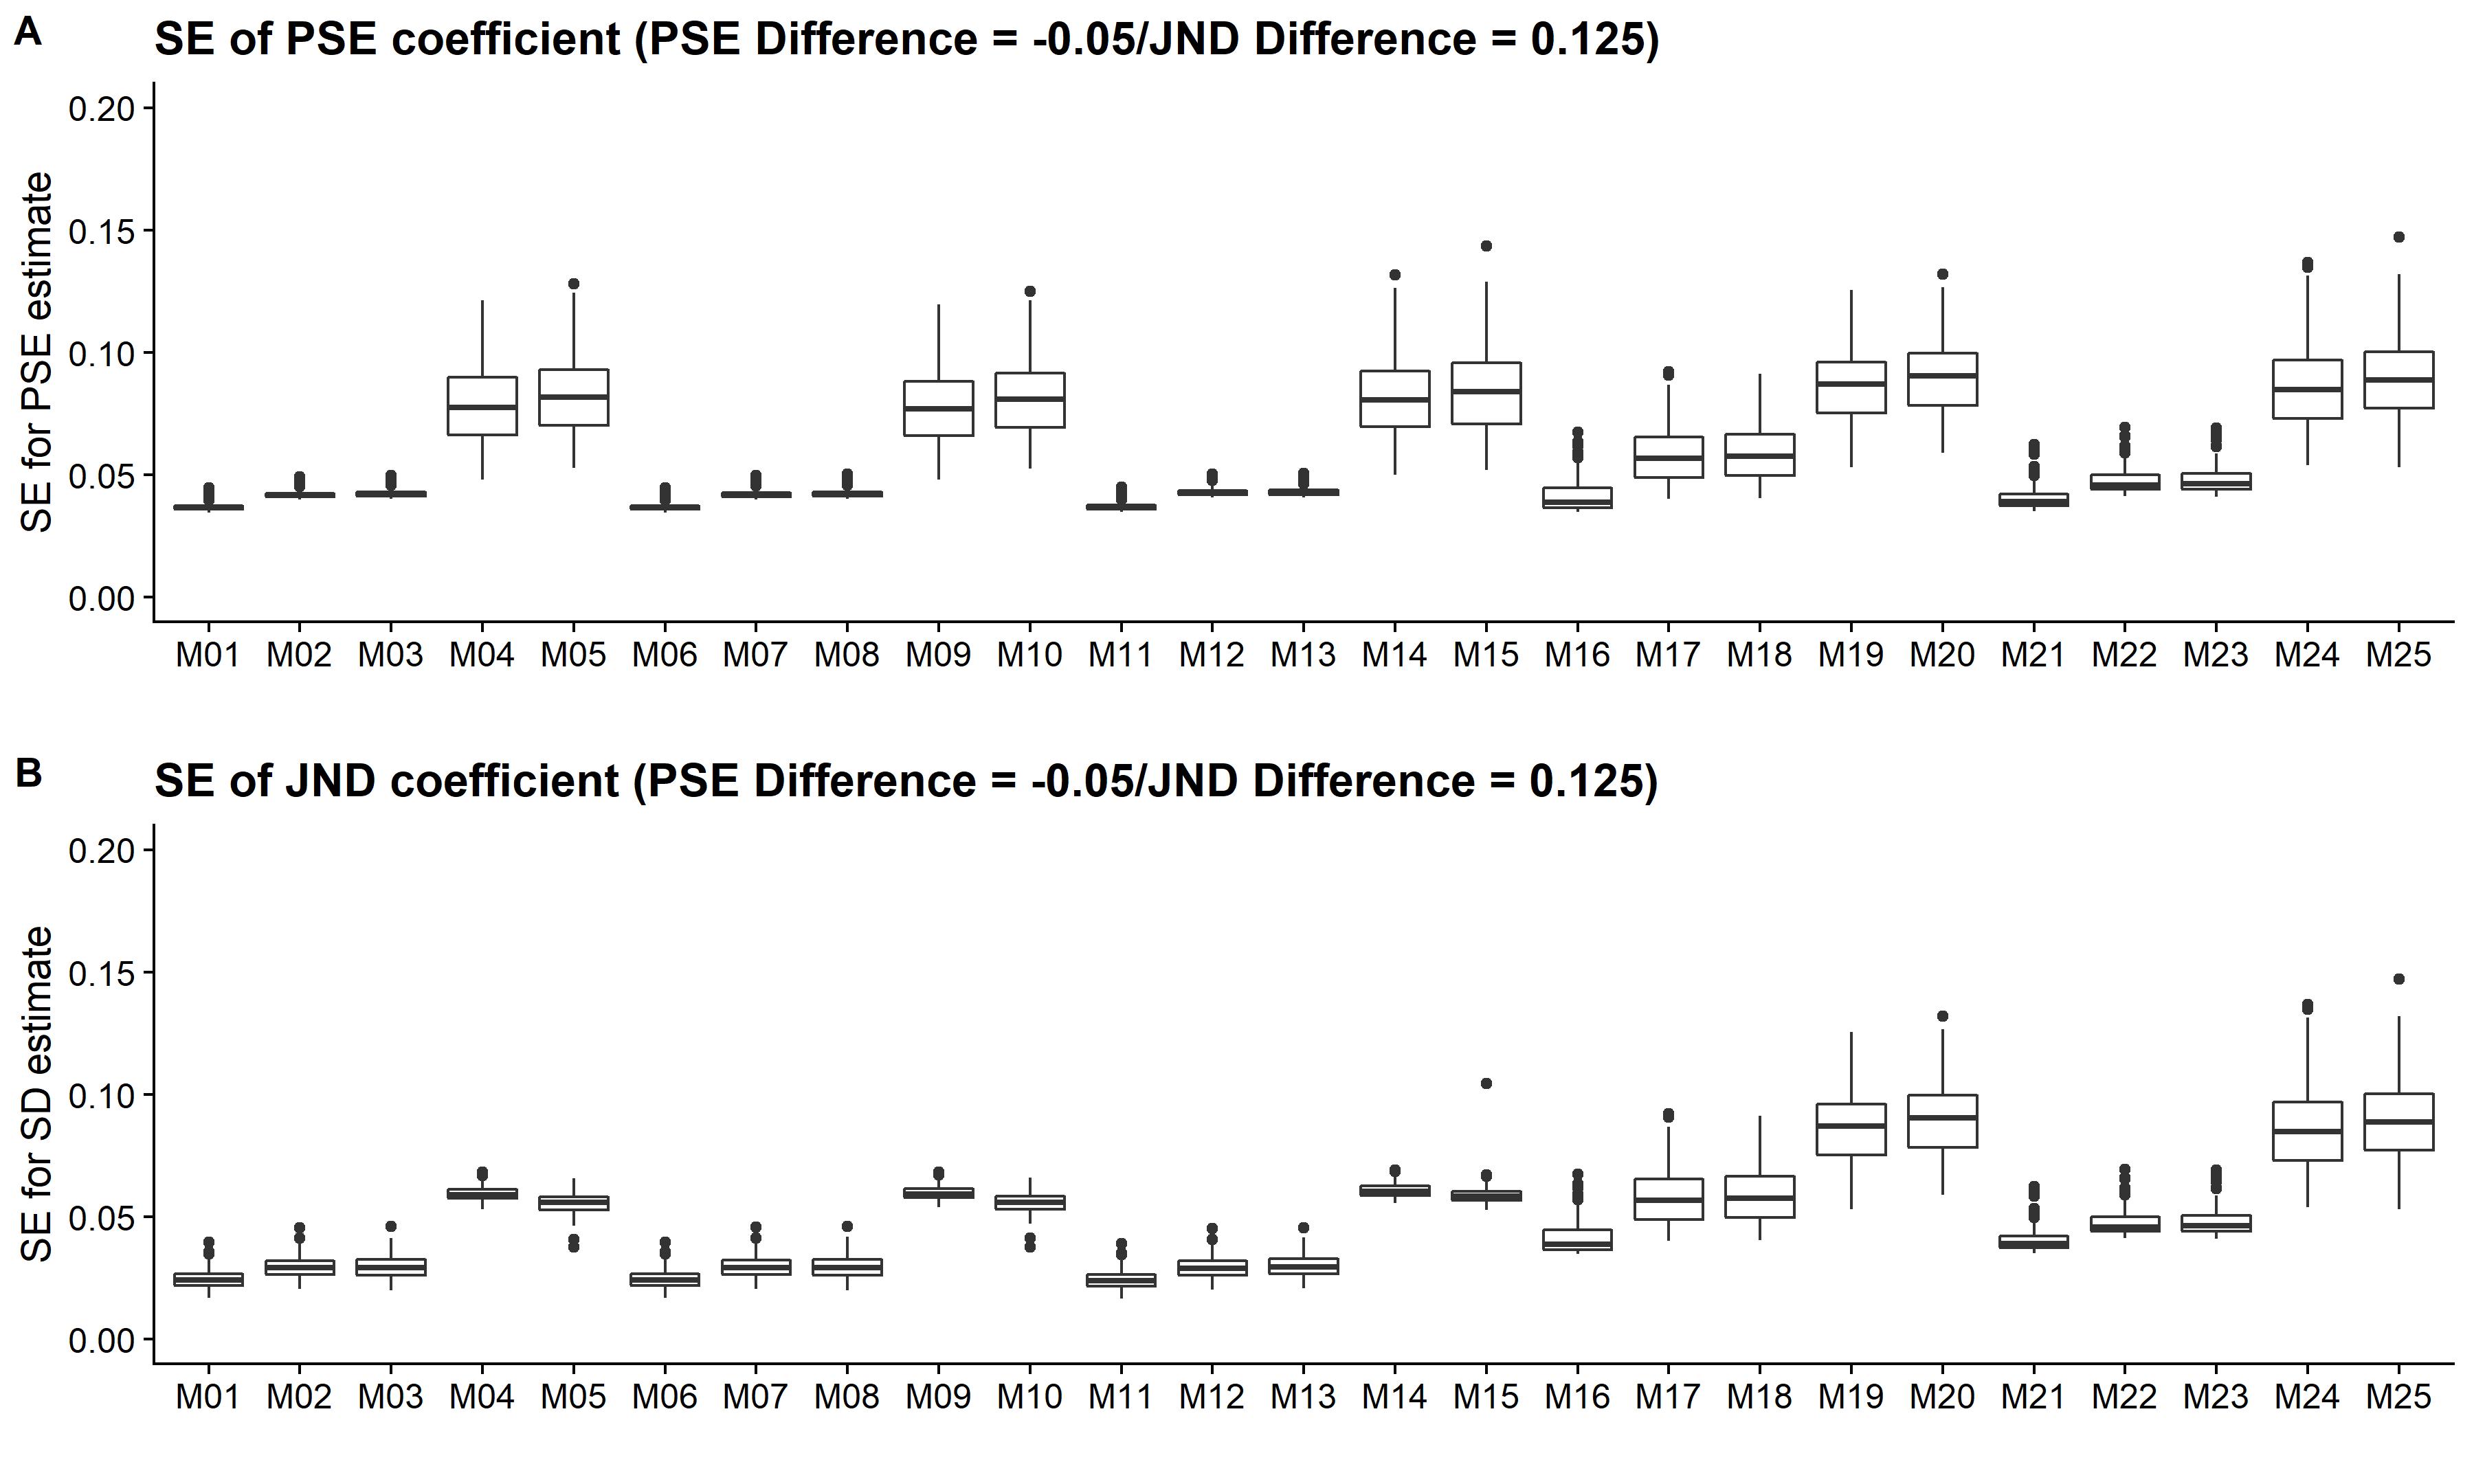 A
SE of PSE coefficient (PSE Difference = -0.05/JND Difference = 0.125)
SE for PSE estimate
0.20
0.15
0.10
0.05
0.00
M01 M02 M03 M04 M05 M06 M07 M08 M09 M10 M11 M12 M13 M14 M15 M16 M17 M18 M19 M20 M21 M22 M23 M24 M25
B
SE of JND coefficient (PSE Difference = -0.05/JND Difference = 0.125)
SE for SD estimate
0.20
0.15
0.10
0.05
0.00
M01 M02 M03 M04 M05 M06 M07 M08 M09 M10 M11 M12 M13 M14 M15 M16 M17 M18 M19 M20 M21 M22 M23 M24 M25